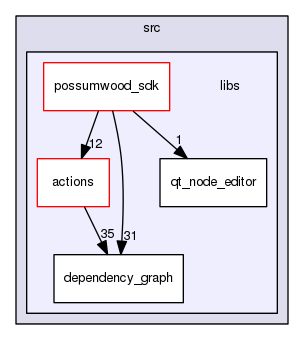 src
possumwood_sdk
libs
12
1
actions
qt_node_editor
35
31
dependency_graph